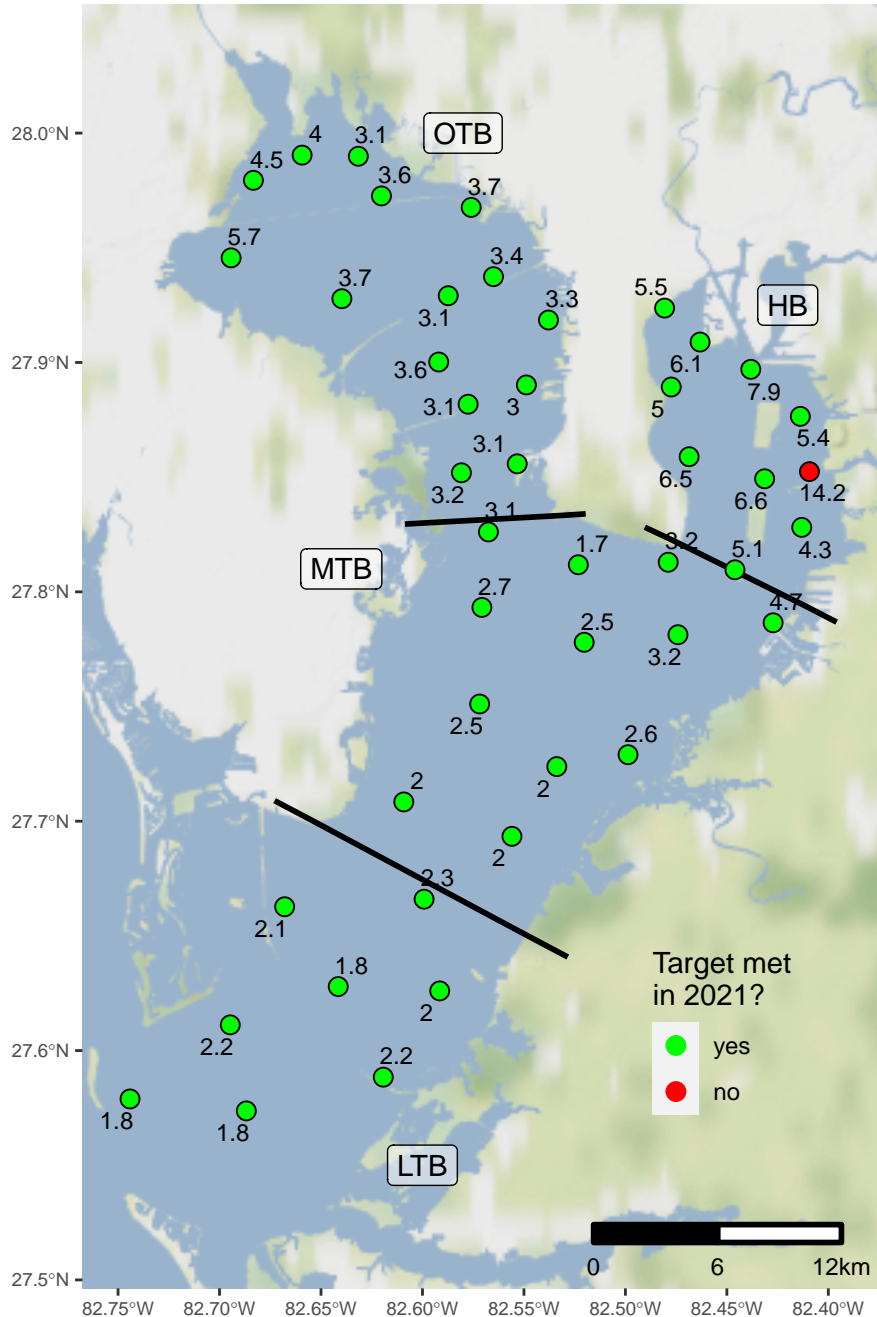 28.0°N
4
3.1
OTB
4.5
3.6
3.7
5.7
3.4
3.7
3.1
3.3
5.5
HB
27.9°N
3.6
6.1
7.9
3.1
3
5
5.4
3.1
3.2
6.5
6.6
14.2
3.1
4.3
MTB
1.7
3.2
5.1
27.8°N
2.7
4.7
2.5
3.2
2.5
2.6
2
2
27.7°N
2
2.3
2.1
1.8
2
Target met
in 2021?
yes
no
27.6°N
2.2
2.2
1.8
1.8
LTB
0 6 12km
27.5°N
82.75°W 82.70°W 82.65°W 82.60°W 82.55°W 82.50°W 82.45°W 82.40°W